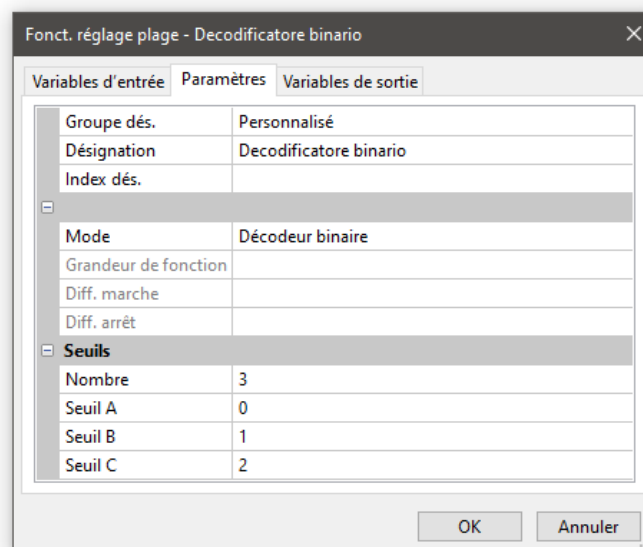 Fonct. réglage plage - Decodificatore binario
Variables d'entrée Paramètres Variables de sortie
Groupe dés. Personnalisé
Désignation Decodificatore binario
Index dés.
Mode Décodeur binaire
Grandeur de fonction
Diff. marche
Diff. arrêt
Seuils
Nombre 3
Seuil A 0
Seuil B 1
Seuil C 2
OK Annuler